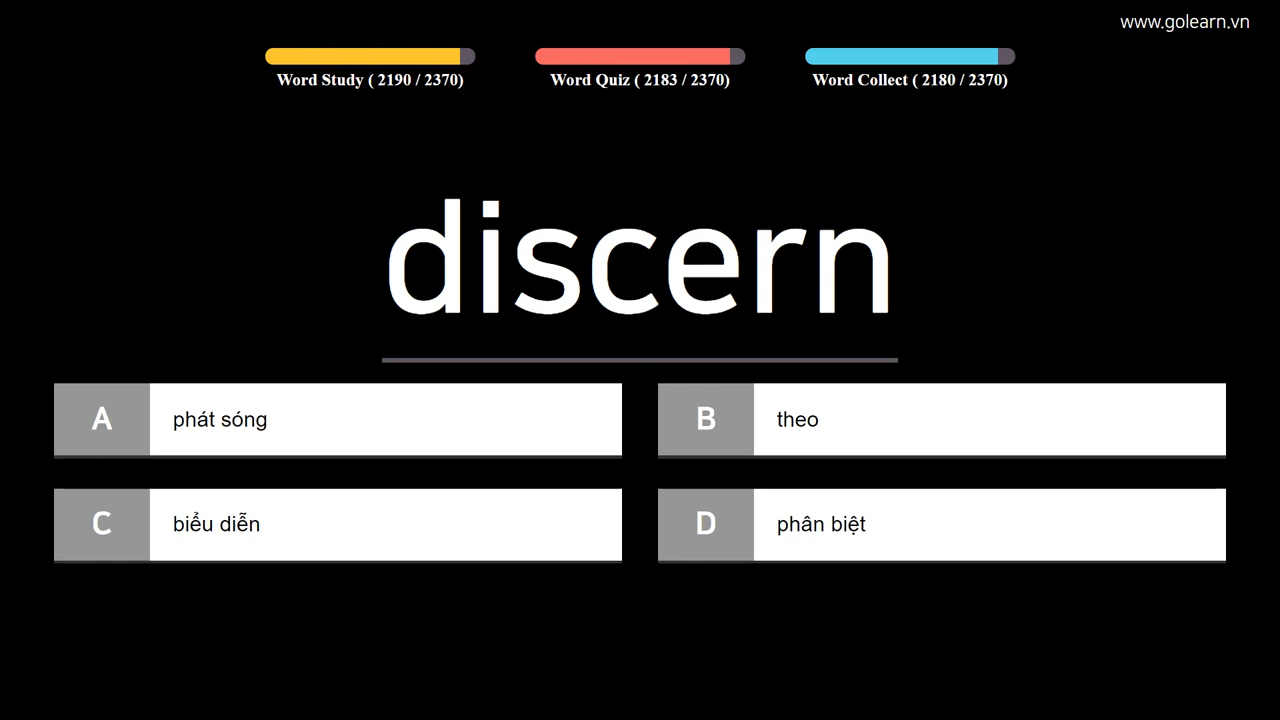 www.golearn.vn
Word Study ( 2190 / 2370)
Word Quiz ( 2183 / 2370)
Word Collect ( 2180 / 2370)
discern
A phát sóng
B theo
C biểu diễn
D phân biệt